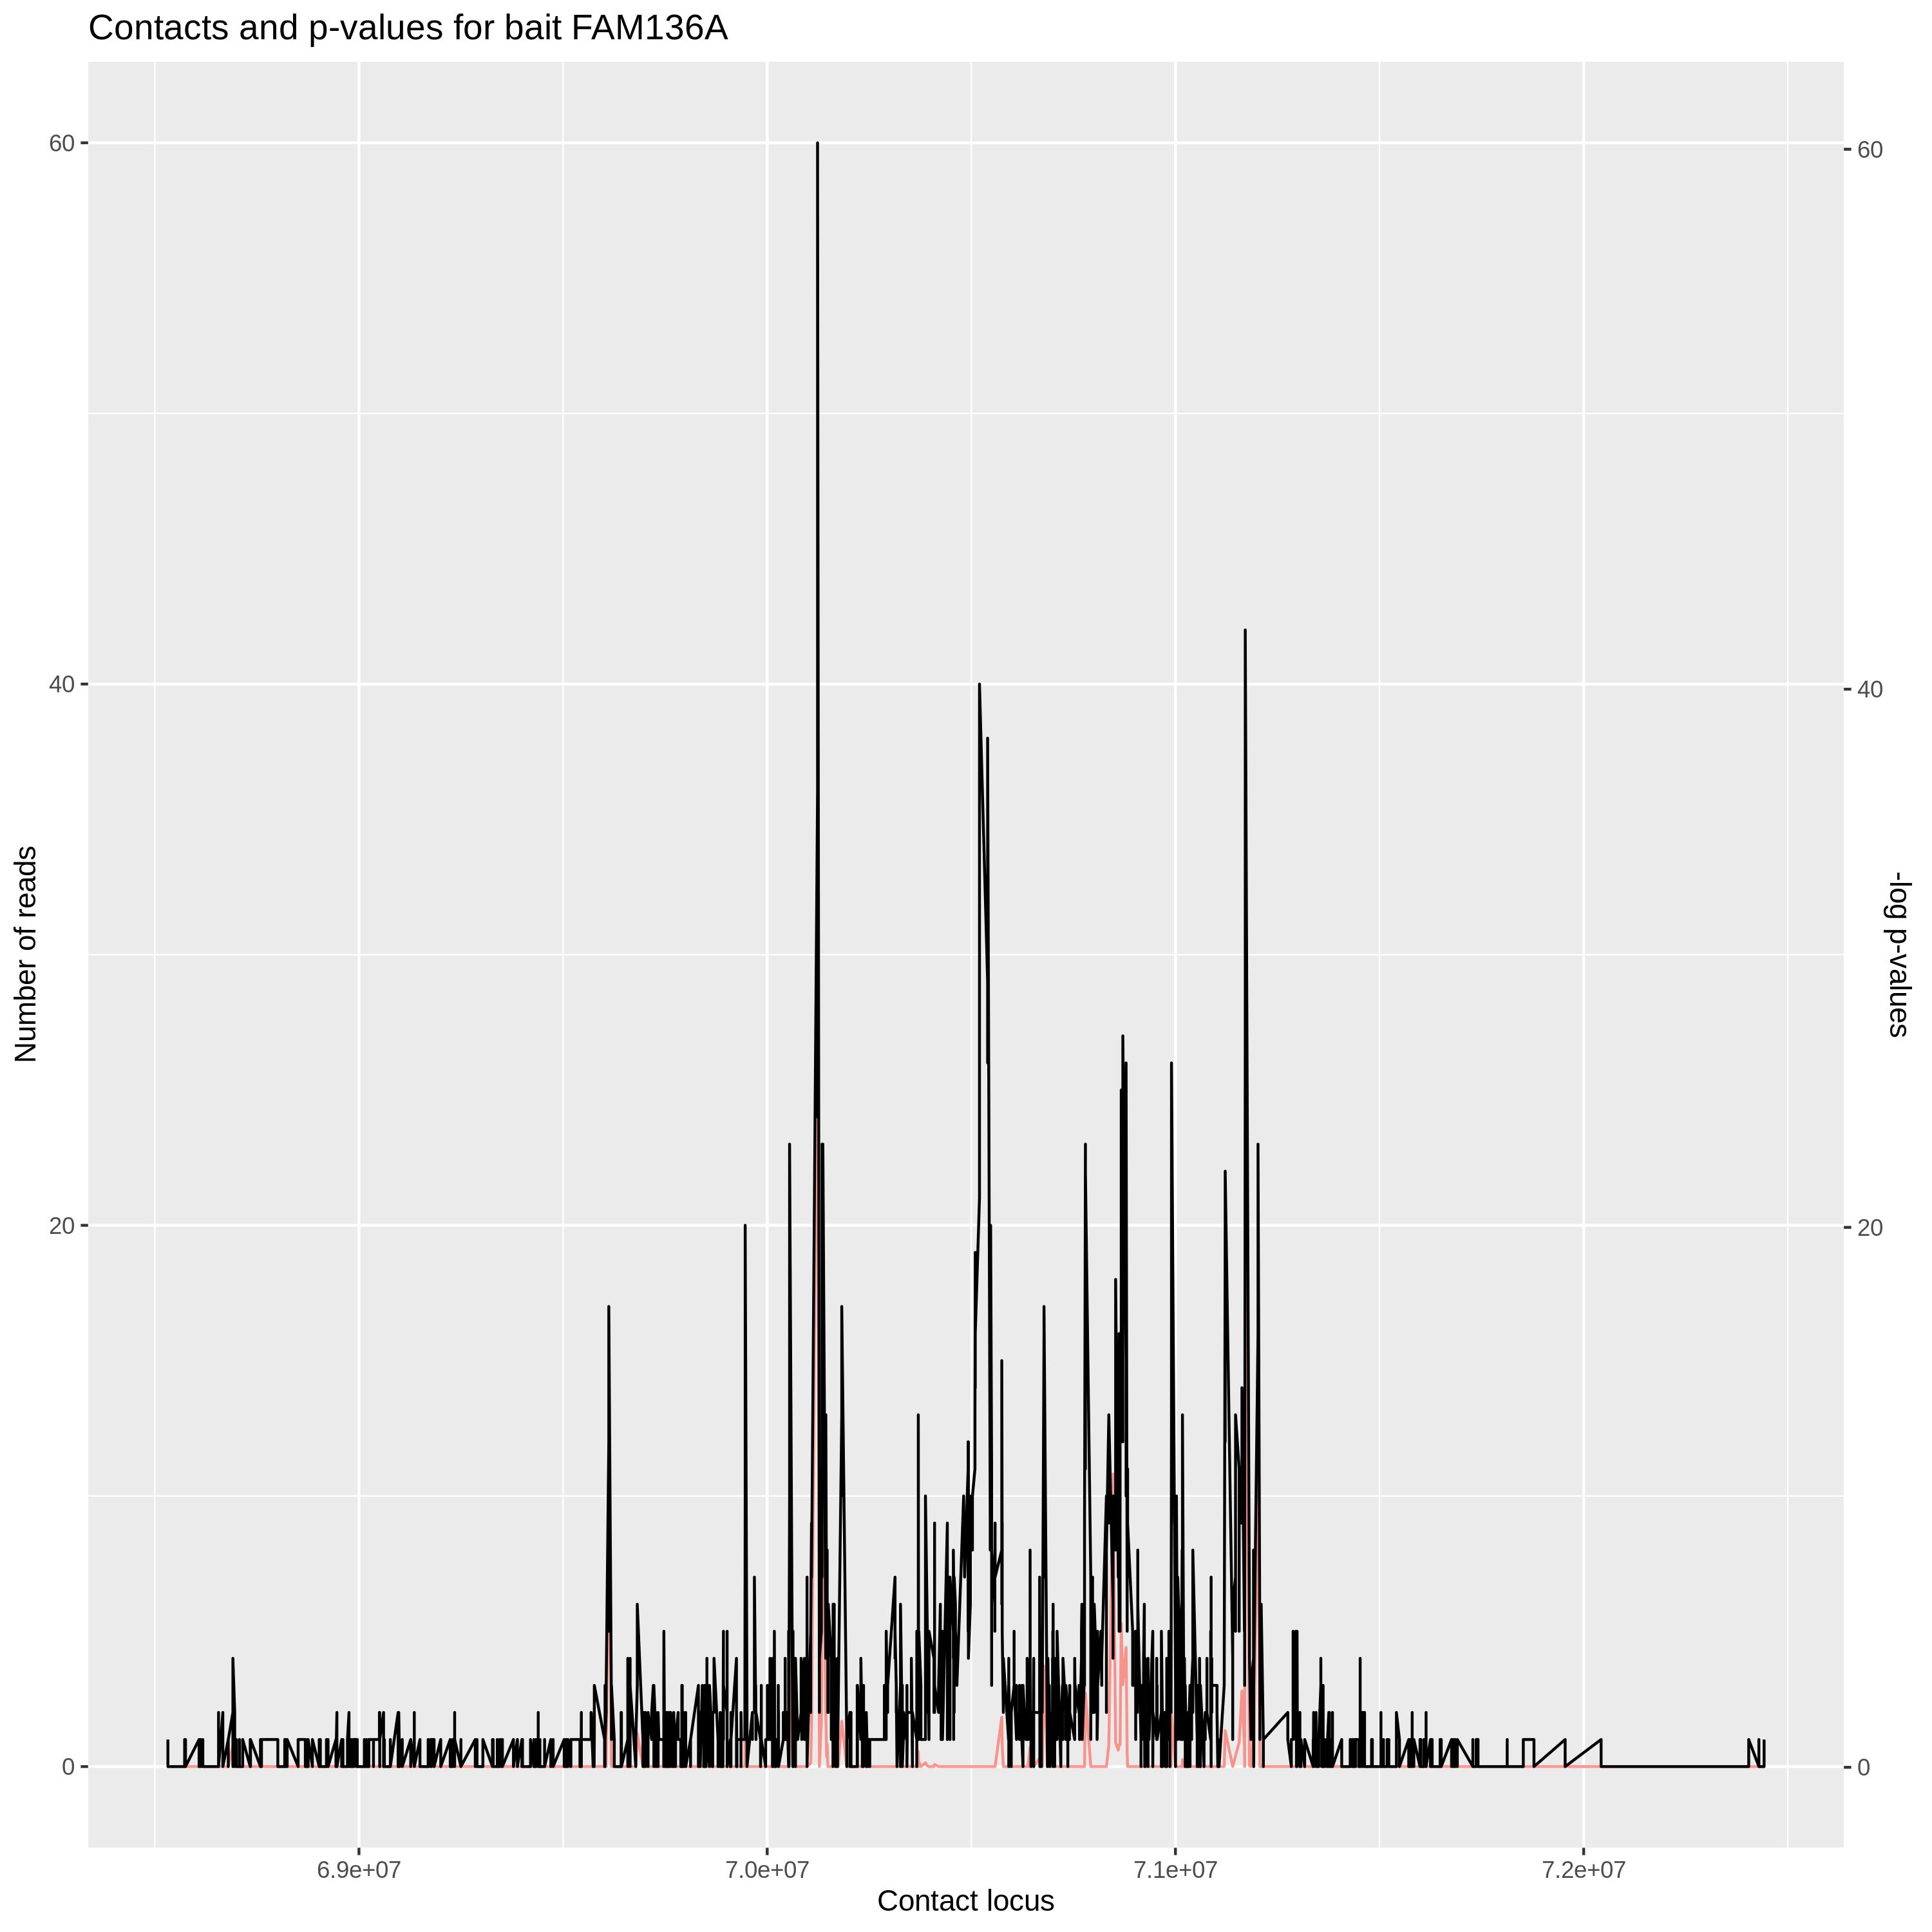 Contacts and p-values for bait FAM136A
60
40
20
0
Number of reads
60
40
20
0
-log p-values
6.9e+07 7.0e+07 7.1e+07 7.2e+07
Contact locus